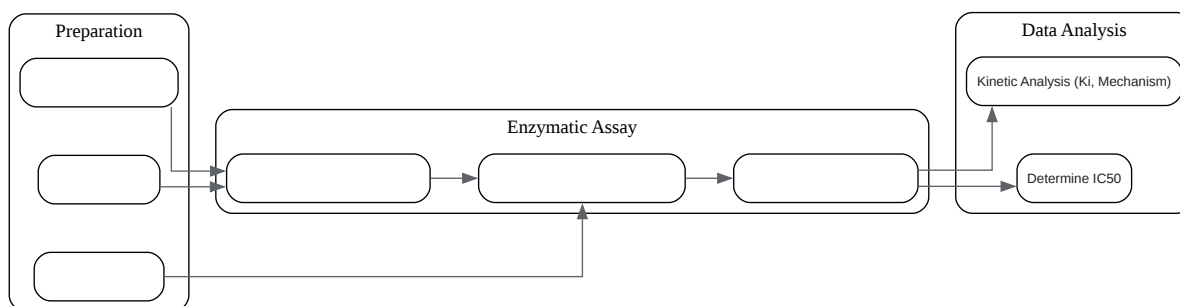 Preparation
Data Analysis
Kinetic Analysis (Ki, Mechanism)
Enzymatic Assay
Determine IC50